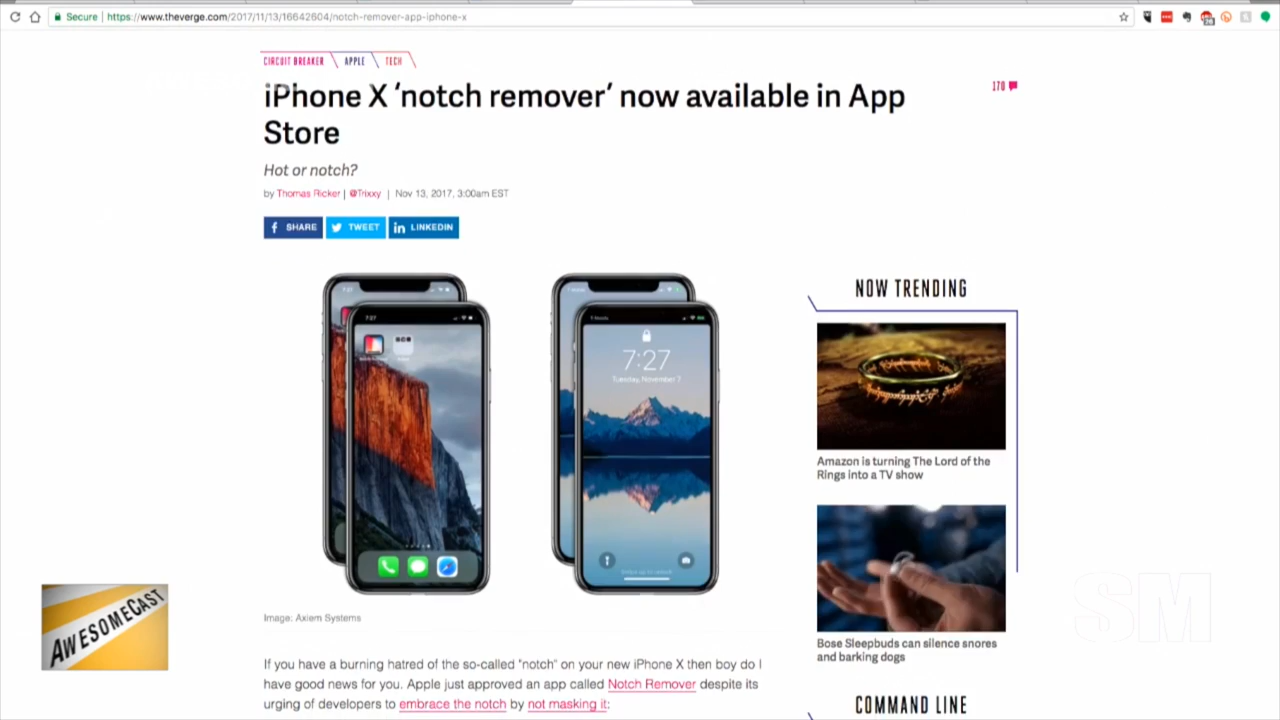 Secure | https://www.theverge.com/2017/11/13/16642604/notch-remover-app-iphone-x
CIRCUIT BREAKER APPLE TECH
iPhone X ‘notch remover’ now available in App
Store
170
Hot or notch?
by Thomas Ricker | @Trixxy | Nov 13, 2017, 3:00am EST
SHARE TWEET LINKEDIN
7:27
7:27
Tuesday, November 7
Image: Axiem Systems
If you have a burning hatred of the so-called "notch" on your new iPhone X then boy do I
have good news for you. Apple just approved an app called Notch Remover despite its
urging of developers to embrace the notch by not masking it:
NOW TRENDING
Amazon is turning The Lord of the
Rings into a TV show
Bose Sleepbuds can silence snores
and barking dogs
COMMAND LINE
AWESOMECAST
SM